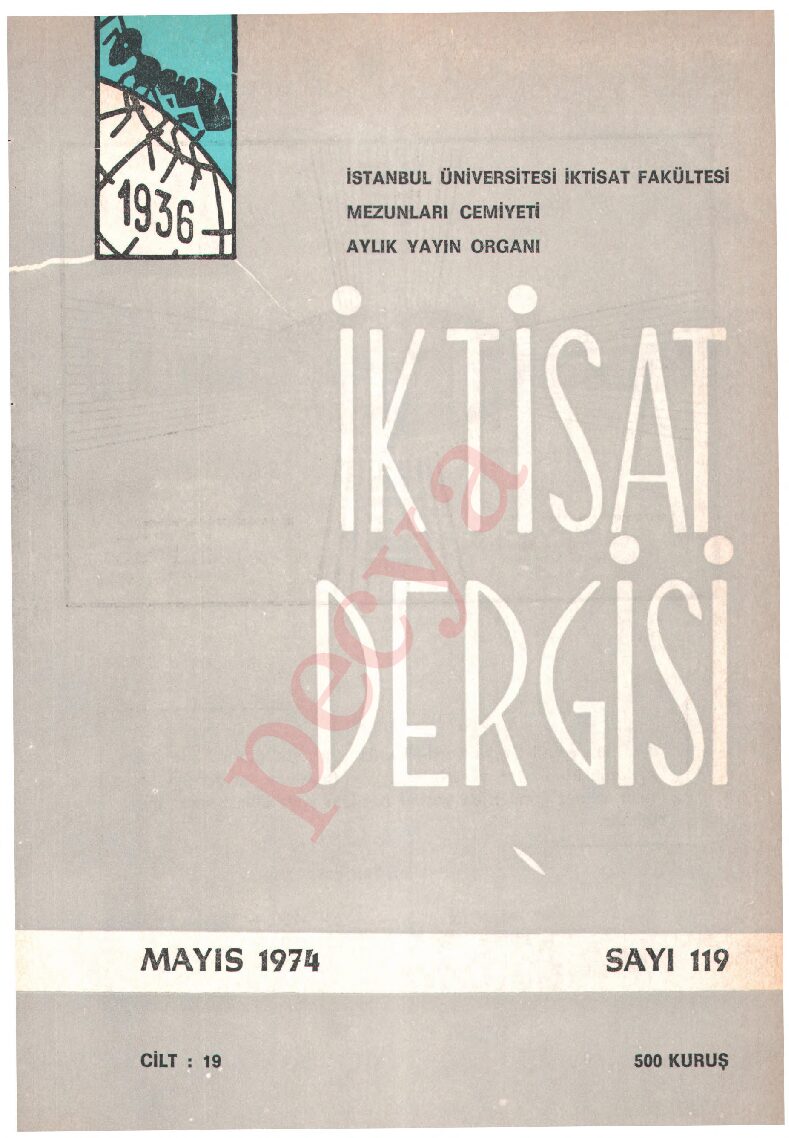 1936
İSTANBUL ÜNİVERSİTESİ İKTİSAT FAKÜLTESİ
MEZUNLARI CEMİYETİ
AYLIK YAYIN ORGANI
İKTİSAT
DERGİSİ
pecya
MAYIS 1974 SAYI 119
CİLT : 19 500 KURUŞ